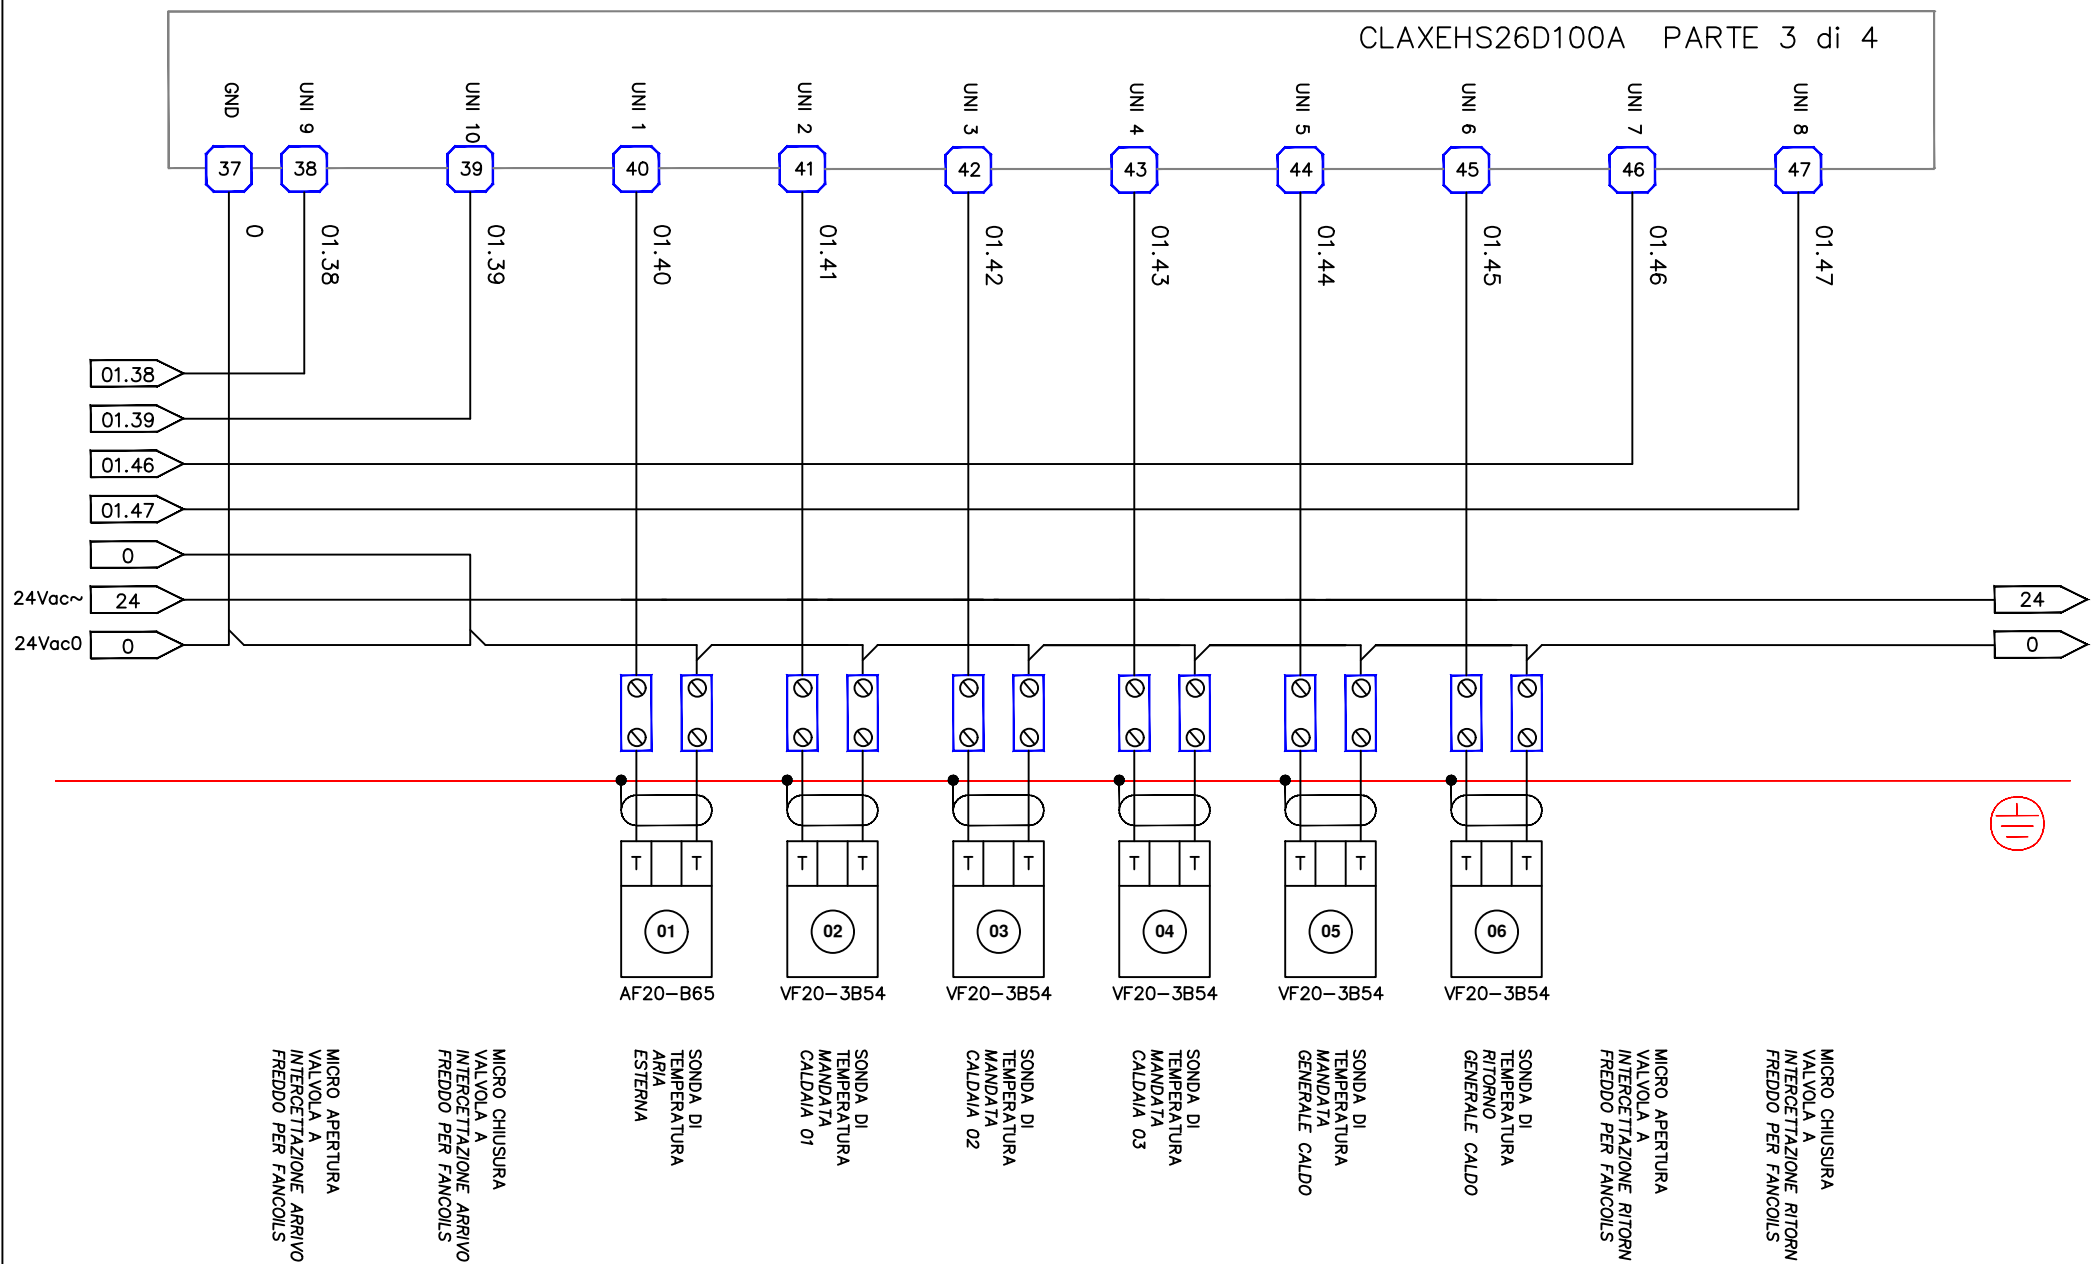 CLAXEHS26D100A PARTE 3 di 4
GND
UNI 9
UNI 10
UNI 1
UNI 2
UNI 3
UNI 4
UNI 5
UNI 6
UNI 7
UNI 8
37
38
39
40
41
42
43
44
45
46
47
0
01.38
01.39
01.40
01.41
01.42
01.43
01.44
01.45
01.46
01.47
01.38
01.39
01.46
01.47
0
24Vac~ 24
24
24Vac0 0
0
T T
T T
T T
T T
T T
T T
01
02
03
04
05
06
AF20-B65
VF20-3B54
VF20-3B54
VF20-3B54
VF20-3B54
VF20-3B54
MICRO APERTURA
VALVOLA A
INTERCETTAZIONE ARRIVO
FREDDO PER FANCOILS
MICRO CHIUSURA
VALVOLA A
INTERCETTAZIONE ARRIVO
FREDDO PER FANCOILS
SONDA DI
TEMPERATURA
ARIA
ESTERNA
SONDA DI
TEMPERATURA
MANDATA
CALDAIA 01
SONDA DI
TEMPERATURA
MANDATA
CALDAIA 02
SONDA DI
TEMPERATURA
MANDATA
CALDAIA 03
SONDA DI
TEMPERATURA
MANDATA
GENERALE CALDO
SONDA DI
TEMPERATURA
RITORNO
GENERALE CALDO
MICRO APERTURA
VALVOLA A
INTERCETTAZIONE RITORN
FREDDO PER FANCOILS
MICRO CHIUSURA
VALVOLA A
INTERCETTAZIONE RITORN
FREDDO PER FANCOILS